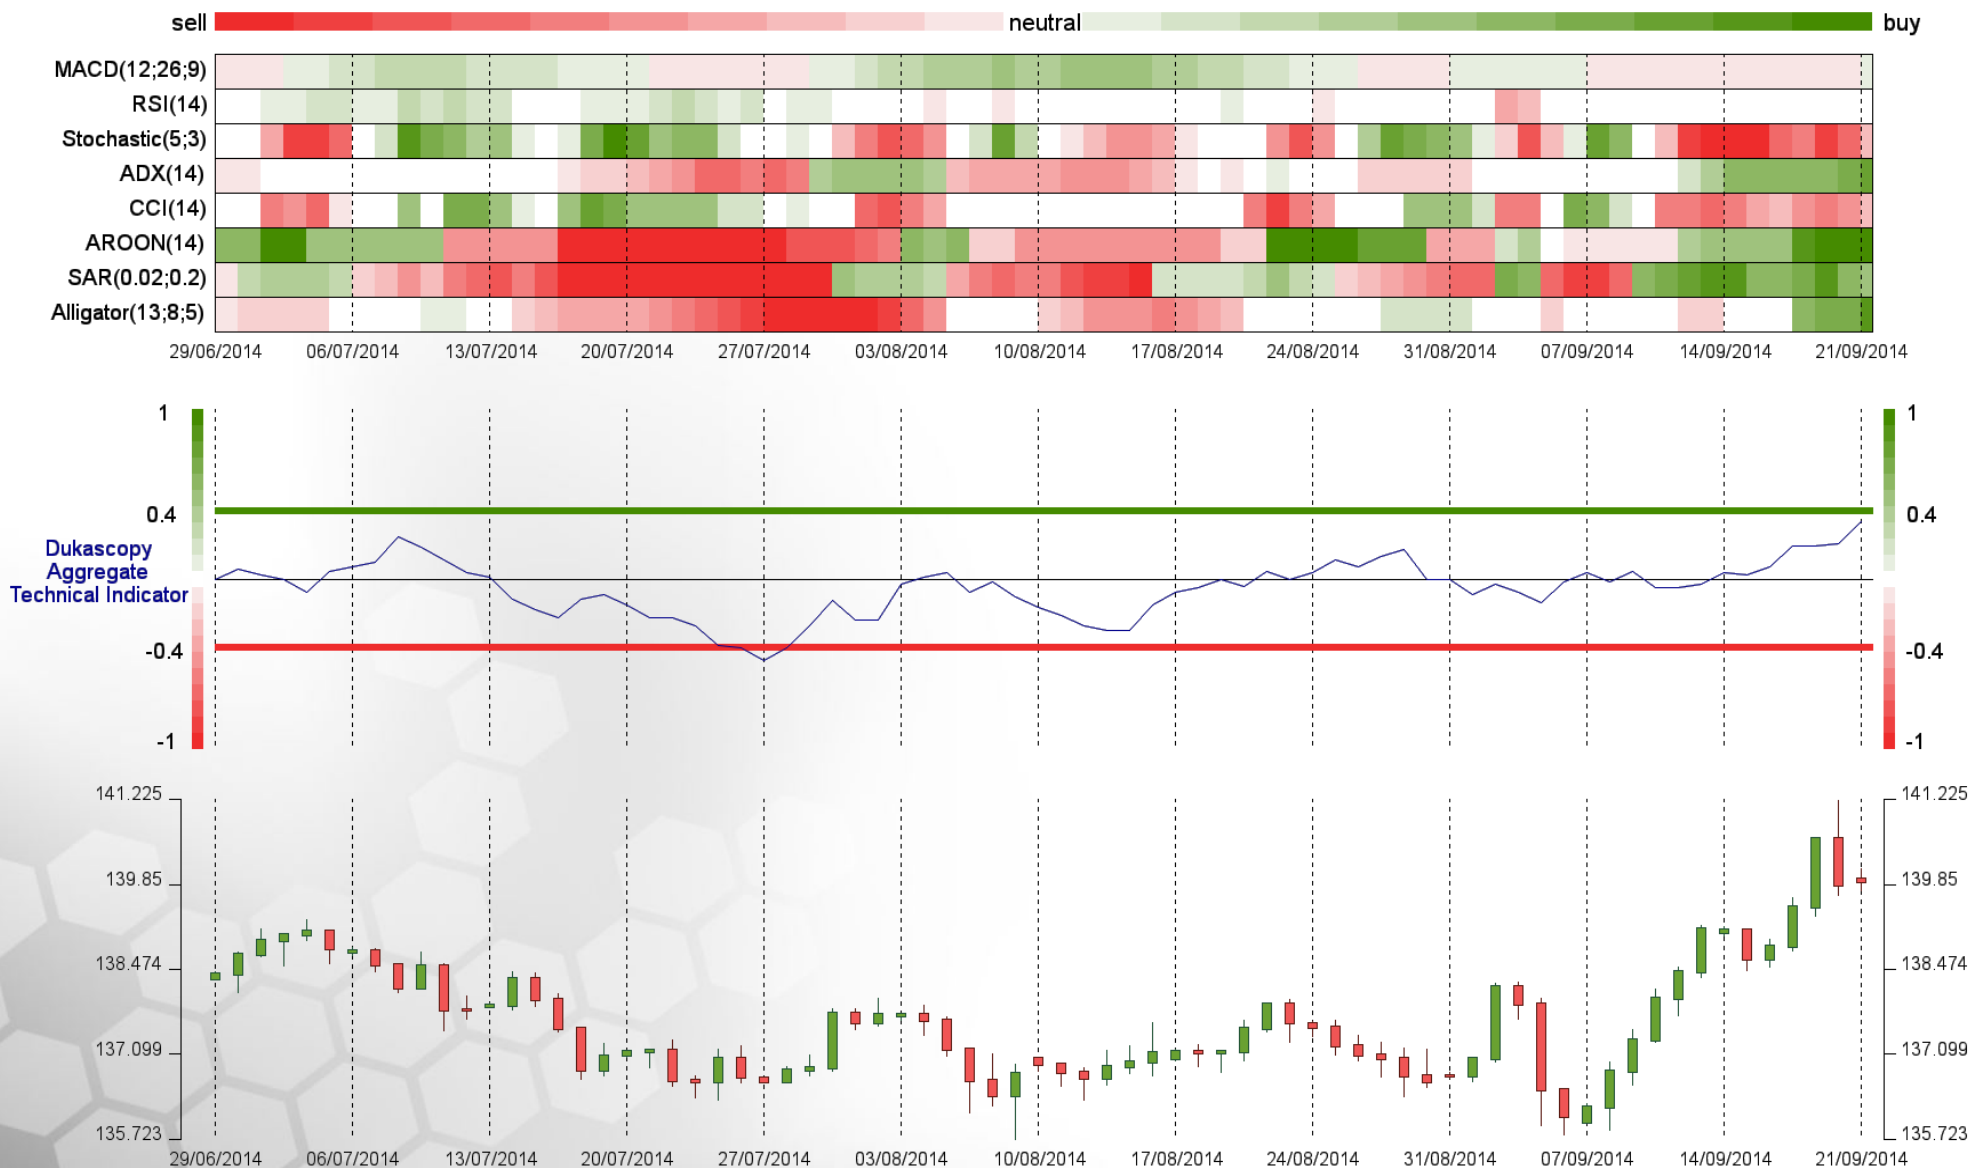 sell neutral buy
MACD(12;26;9)
RSI(14)
Stochastic(5;3)
ADX(14)
CCI(14)
AROON(14)
SAR(0.02;0.2)
Alligator(13;8;5)
29/06/2014 06/07/2014 13/07/2014 20/07/2014 27/07/2014 03/08/2014 10/08/2014 17/08/2014 24/08/2014 31/08/2014 07/09/2014 14/09/2014 21/09/2014
1 1
0.4 0.4
Dukascopy
Aggregate
Technical Indicator
-0.4 -0.4
-1 -1
141.225 141.225
139.85 139.85
138.474 138.474
137.099 137.099
135.723 135.723
29/06/2014 06/07/2014 13/07/2014 20/07/2014 27/07/2014 03/08/2014 10/08/2014 17/08/2014 24/08/2014 31/08/2014 07/09/2014 14/09/2014 21/09/2014